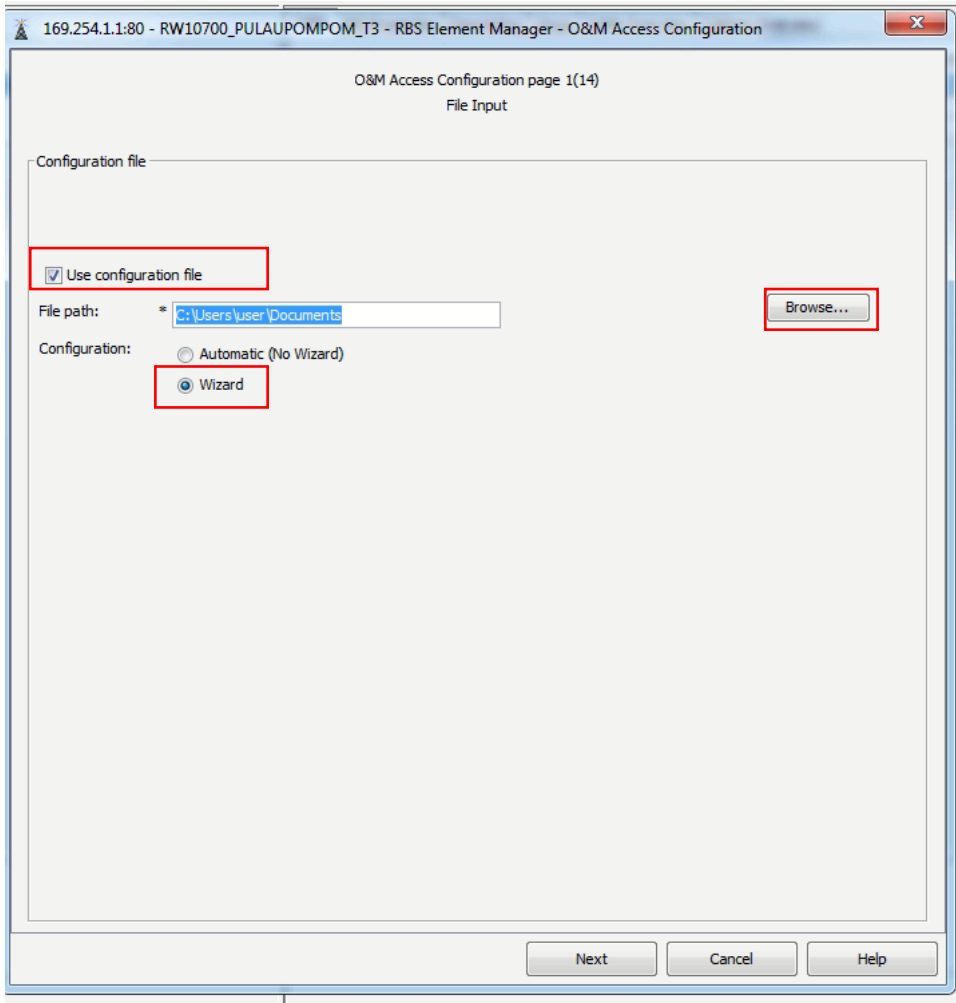 169.254.1.1:80 - RW10700_PULAUPOMPOM_T3 - RBS Element Manager - O&M Access Configuration
O&M Access Configuration page 1(14)
File Input
Configuration file
Use configuration file
File path: * C:\Users\user\Documents Browse...
Configuration: Automatic (No Wizard)
Wizard
Next Cancel Help